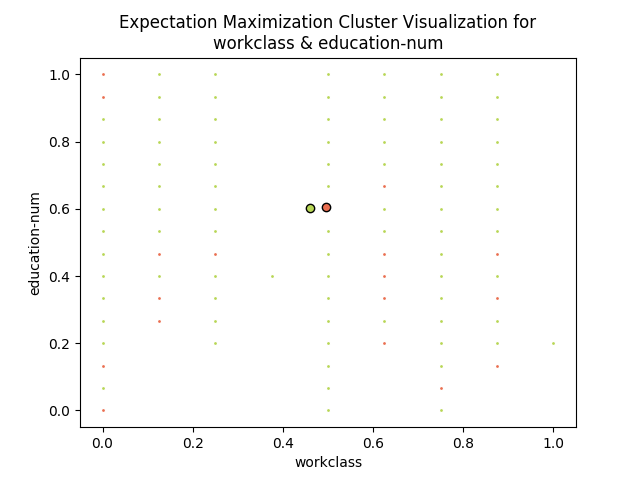 Expectation Maximization Cluster Visualization for
workclass & education-num
1.0
0.8
0.6
0.4
0.2
0.0
education-num
0.0 0.2 0.4 0.6 0.8 1.0
workclass